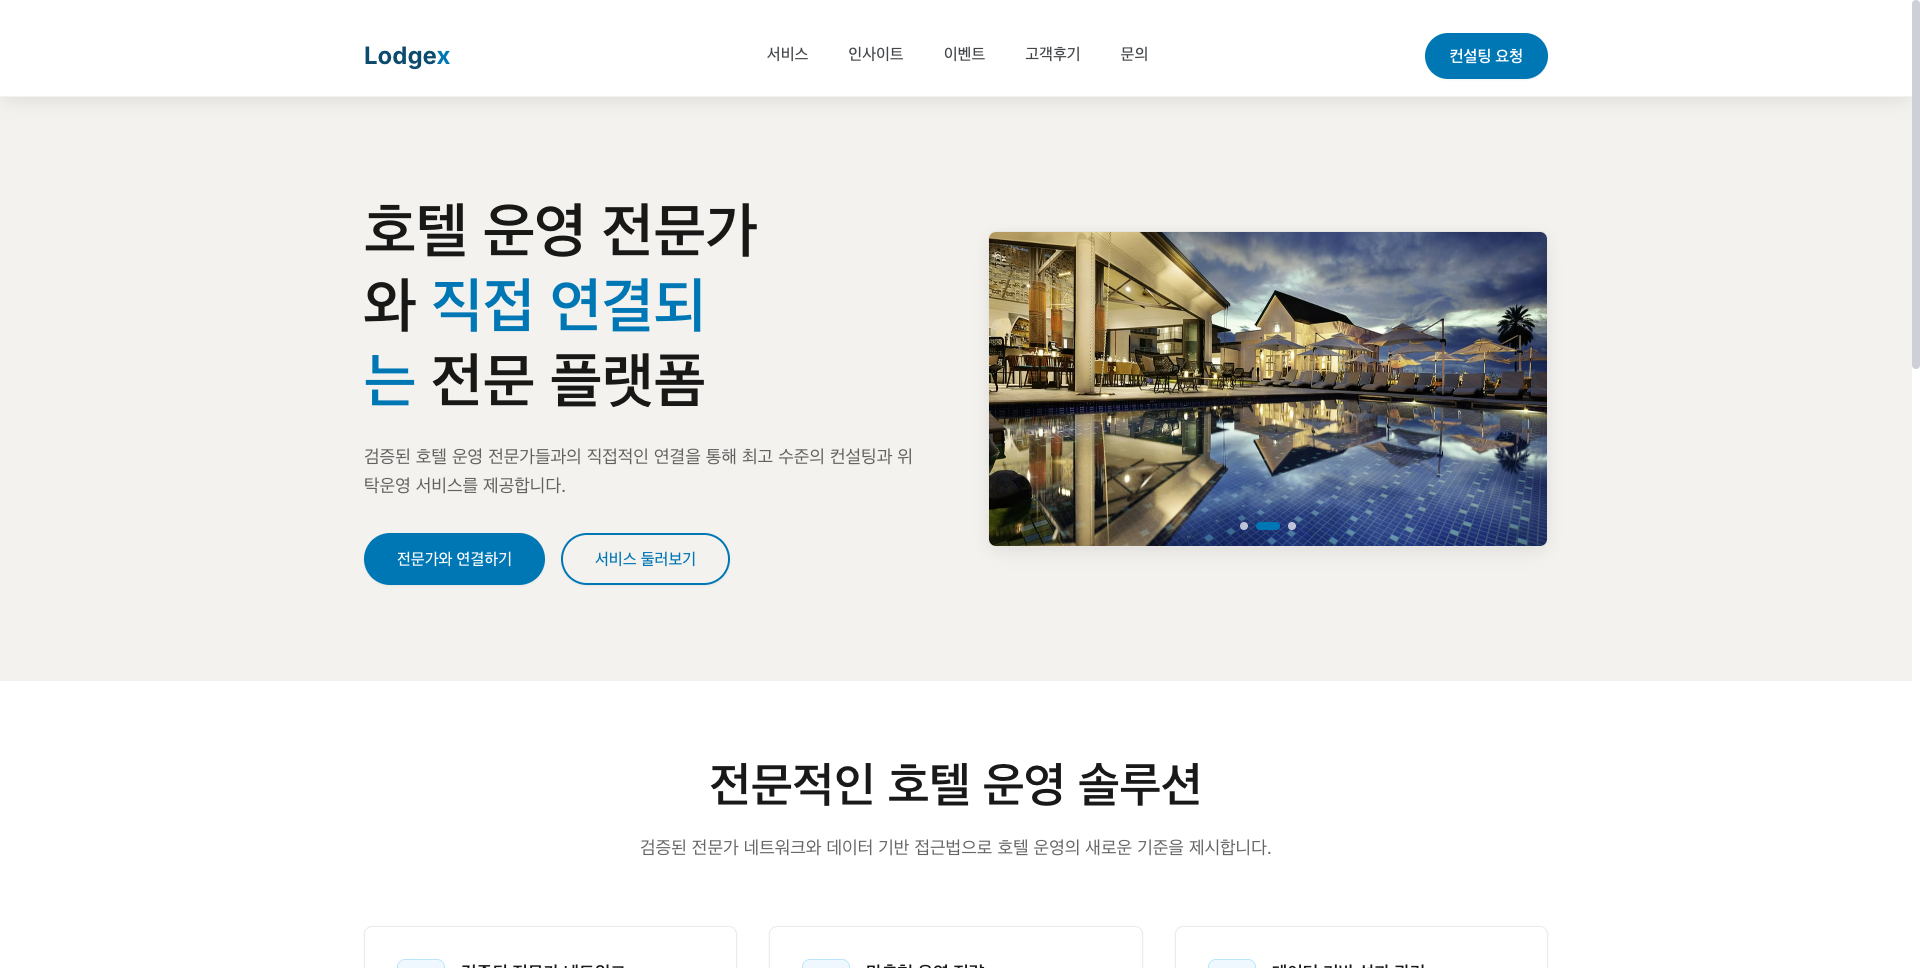 Lodgex
서비스 인사이트 이벤트 고객후기 문의
컨설팅 요청
호텔 운영 전문가
와 직접 연결되
는 전문 플랫폼
검증된 호텔 운영 전문가들과의 직접적인 연결을 통해 최고 수준의 컨설팅과 위
탁운영 서비스를 제공합니다.
전문가와 연결하기
서비스 둘러보기
전문적인 호텔 운영 솔루션
검증된 전문가 네트워크와 데이터 기반 접근법으로 호텔 운영의 새로운 기준을 제시합니다.